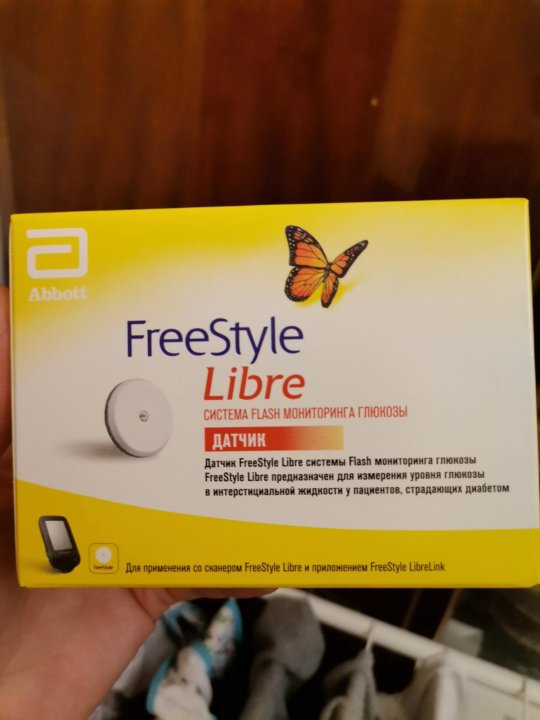 Abbott
FreeStyle
Libre
СИСТЕМА FLASH МОНИТОРИНГА ГЛЮКОЗЫ
ДАТЧИК
Датчик FreeStyle Libre системы Flash мониторинга глюкозы
FreeStyle Libre предназначен для измерения уровня глюкозы
в интерстициальной жидкости у пациентов, страдающих диабетом
FreeStyle
Для применения со сканером FreeStyle Libre и приложением FreeStyle LibreLink